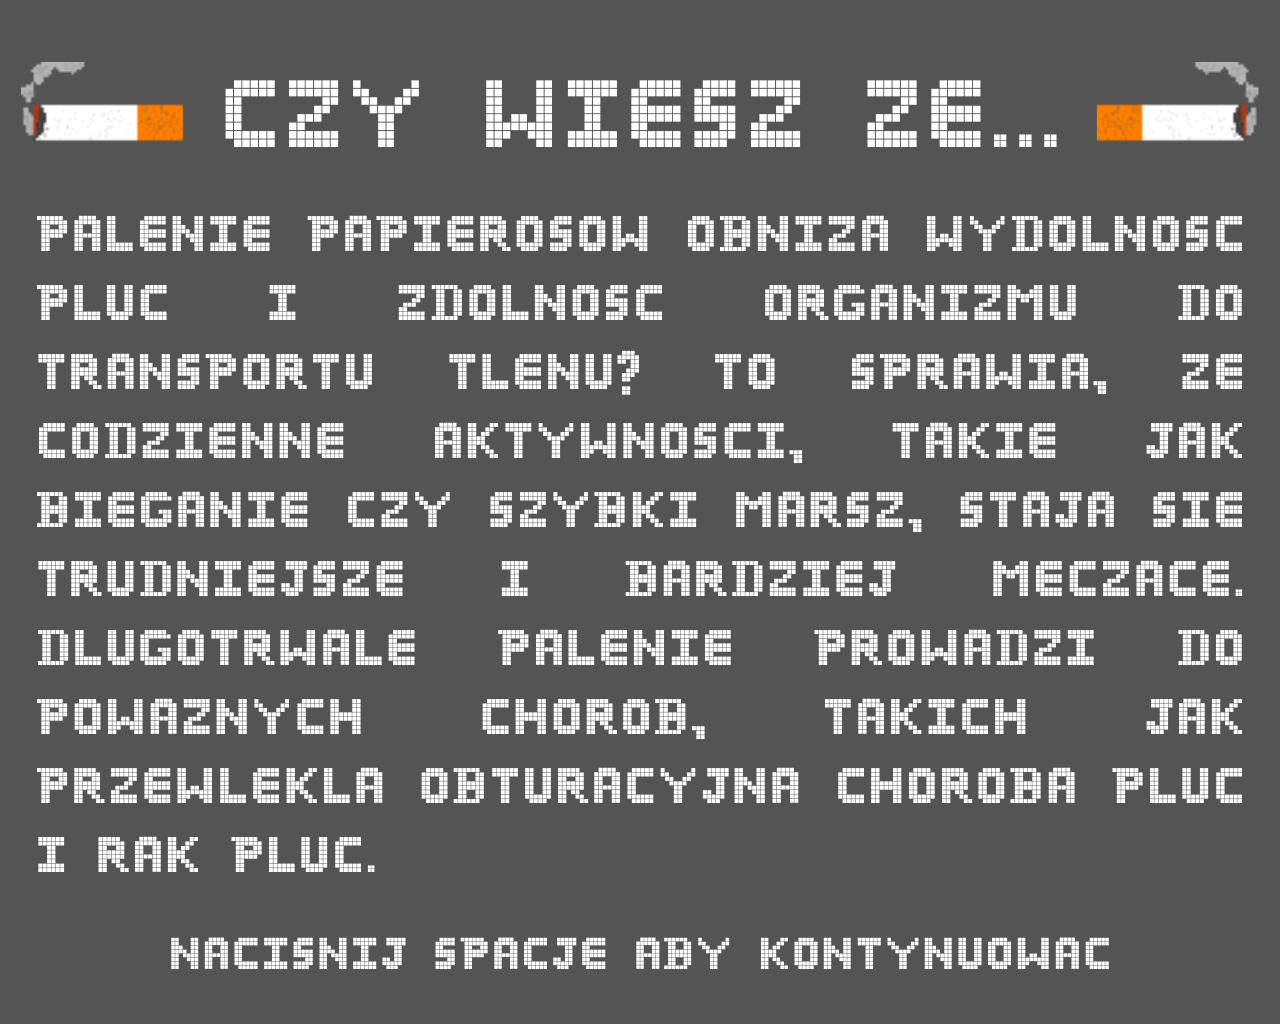 CZY WIESZ ZE...
PALENIE PAPIEROSOW OBNIZA WYDOLNOSC
PLUC I ZDOLNOSC ORGANIZMU DO
TRANSPORTU TLENU? TO SPRAWIA, ZE
CODZIENNE AKTYWNOSCI, TAKIE JAK
BIEGANIE CZY SZYBKI MARSZ, STAJA SIE
TRUDNIEJSZE I BARDZIEJ MECZACE.
DLUGOTRWALE PALENIE PROWADZI DO
POWAZNYCH CHOROB, TAKICH JAK
PRZEWLEKLA OBTURACYJNA CHOROBA PLUC
I RAK PLUC.
NACISNIJ SPACJE ABY KONTYNUOWAC